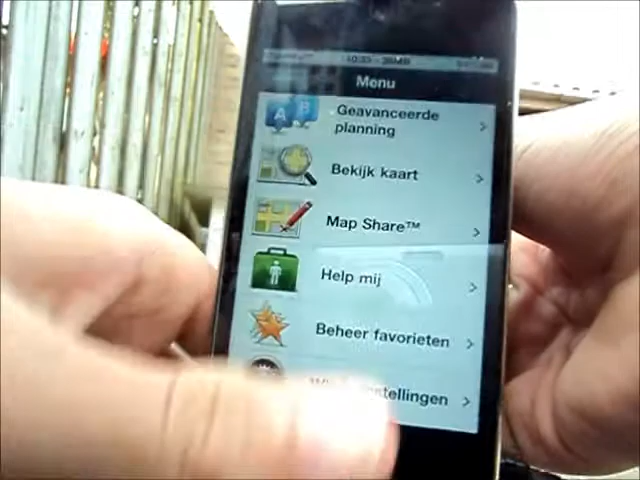 Menu
A B
Geavanceerde
planning
Bekijk kaart
Map Share™
Help mij
Beheer favorieten